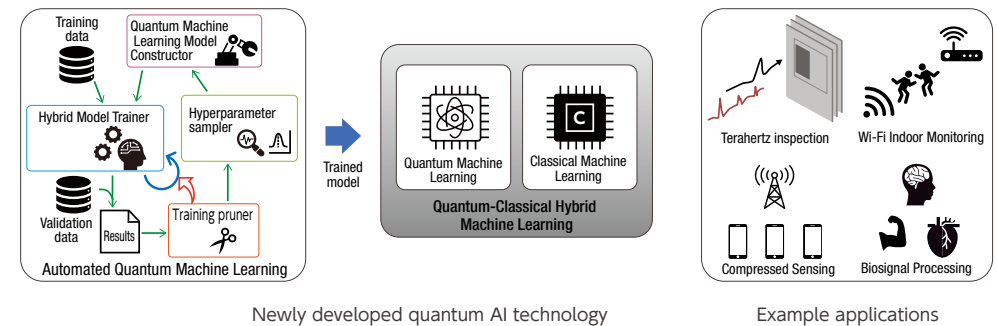 Training
data
Quantum Machine
Learning Model
Constructor
Hybrid Model Trainer
Hyperparameter
sampler
Validation
data
Results
Training pruner
Automated Quantum Machine Learning
Trained
model
Quantum Machine
Learning
C
Classical Machine
Learning
Quantum-Classical Hybrid
Machine Learning
Terahertz inspection
Wi-Fi Indoor Monitoring
Compressed Sensing
Biosignal Processing
Newly developed quantum AI technology
Example applications